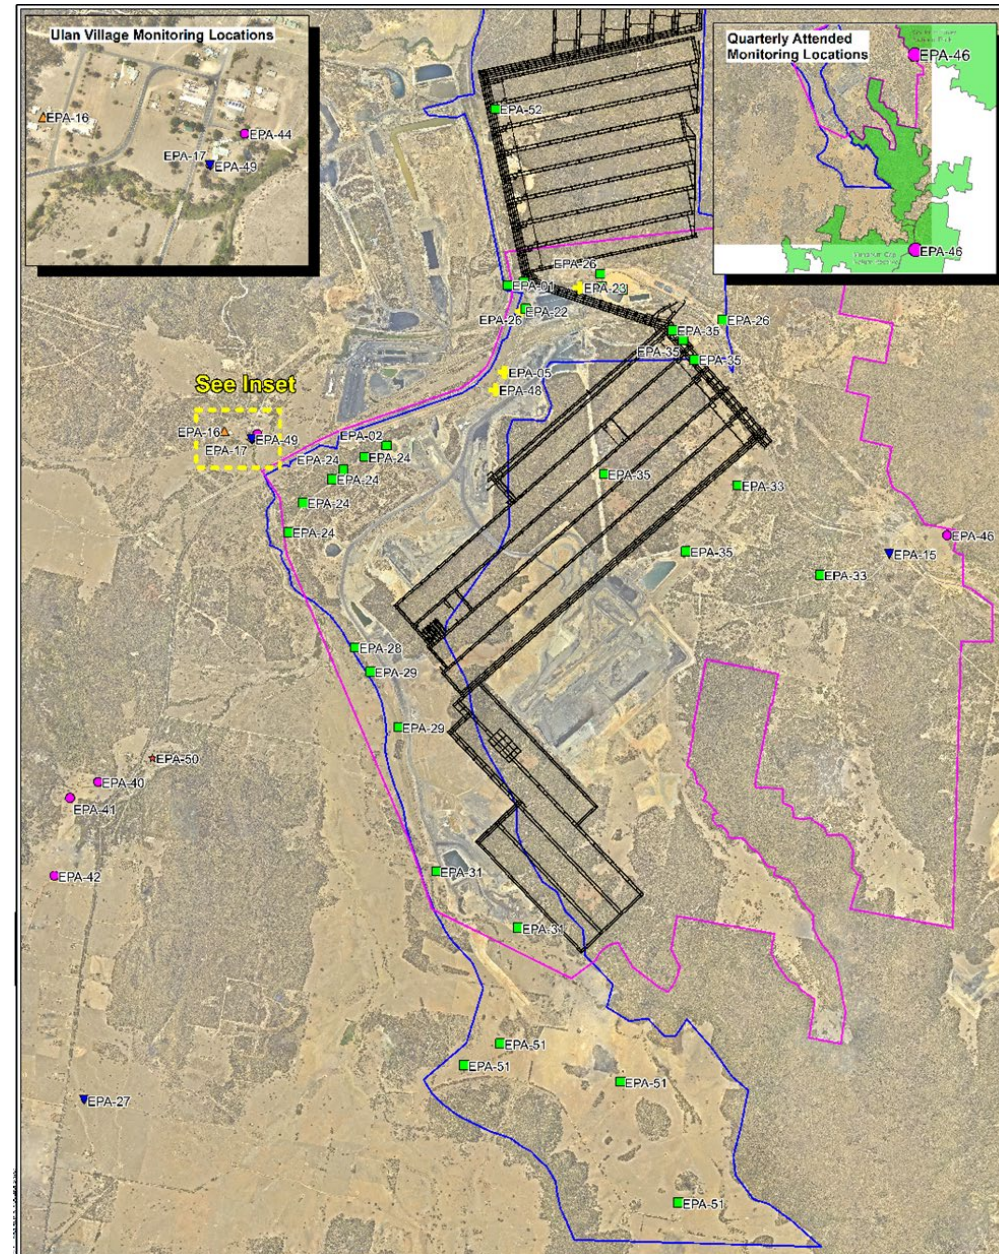 Ulan Village Monitoring Locations
EPA-16
EPA-44
EPA-17
EPA-49
Quarterly Attended
Monitoring Locations
EPA-46
EPA-46
EPA-52
EPA-26
EPA-01
EPA-23
EPA-26
EPA-22
EPA-26
EPA-35
EPA-35
EPA-35
EPA-05
EPA-48
See Inset
EPA-16
EPA-49
EPA-17
EPA-02
EPA-24
EPA-24
EPA-24
EPA-24
EPA-24
EPA-35
EPA-33
EPA-46
EPA-15
EPA-35
EPA-33
EPA-28
EPA-29
EPA-29
EPA-50
EPA-40
EPA-41
EPA-42
EPA-31
EPA-31
EPA-51
EPA-51
EPA-51
EPA-27
EPA-51